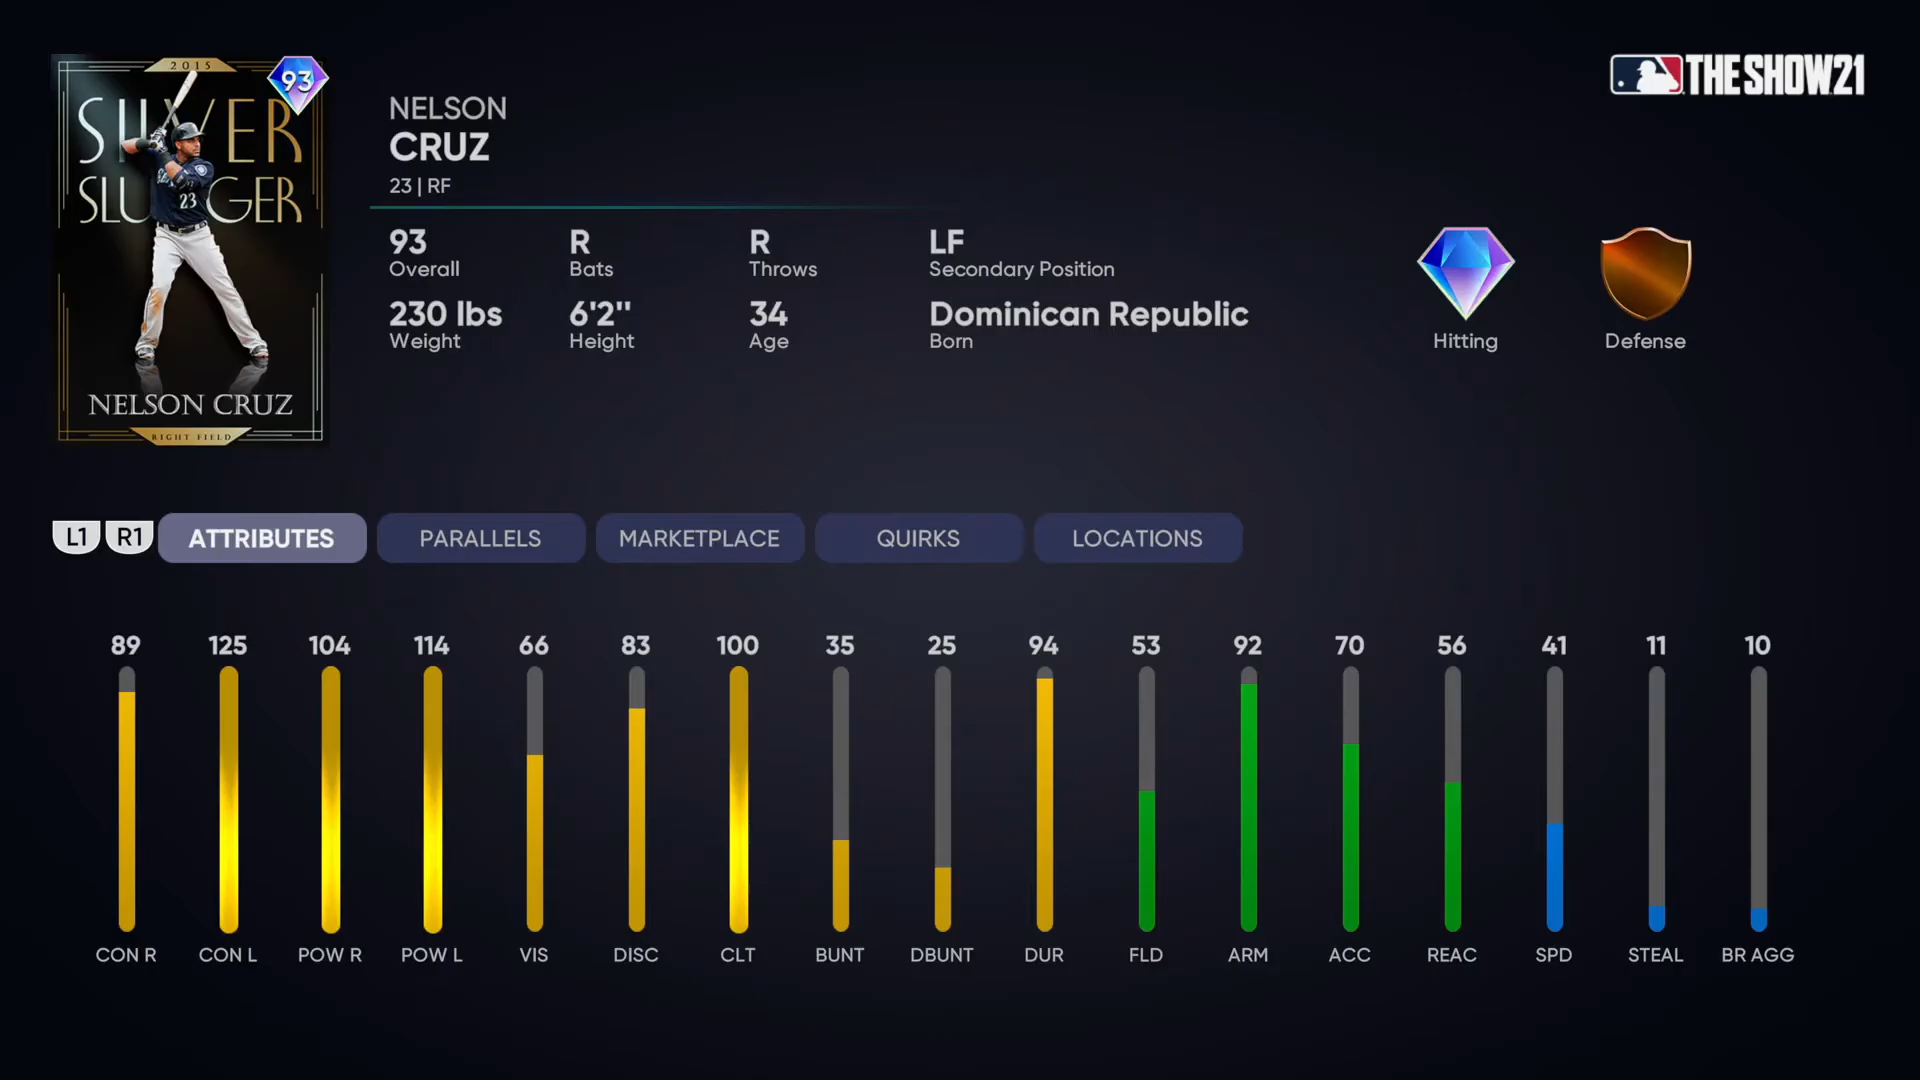 2015
93
SILVER
SLUGGER
23
NELSON CRUZ
RIGHT FIELD
NELSON
CRUZ
23 | RF
THE SHOW 21
93 R R LF
Overall Bats Throws Secondary Position
230 lbs 6'2" 34 Dominican Republic
Weight Height Age Born
Hitting Defense
L1 R1 ATTRIBUTES PARALLELS MARKETPLACE QUIRKS LOCATIONS
89 125 104 114 66 83 100 35 25 94 53 92 70 56 41 11 10
CON R CON L POW R POW L VIS DISC CLT BUNT DBUNT DUR FLD ARM ACC REAC SPD STEAL BR AGG